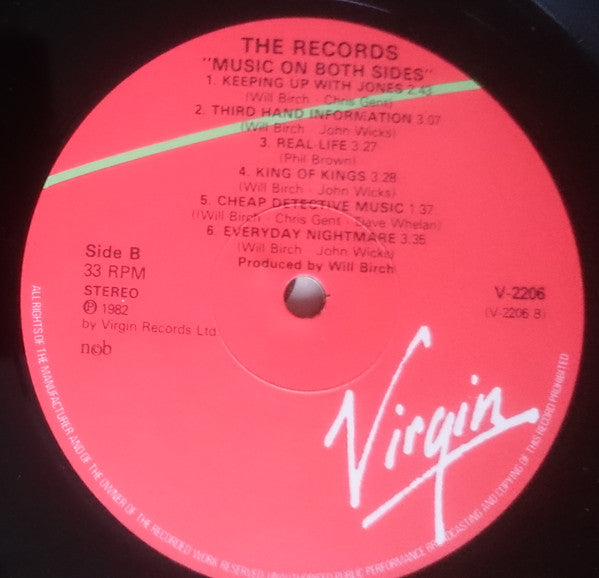 THE RECORDS
"MUSIC ON BOTH SIDES"
1. KEEPING UP WITH JONES 2.43
(Will Birch - Chris Gent)
2. THIRD HAND INFORMATION 3.07
(Will Birch - John Wicks)
3. REAL LIFE 3.27
(Phil Brown)
4. KING OF KINGS 3.28
(Will Birch - John Wicks)
5. CHEAP DETECTIVE MUSIC 1.37
((Will Birch - Chris Gent - Dave Whelan)
6. EVERYDAY NIGHTMARE 3.35
(Will Birch - John Wicks)
Produced by Will Birch
Side B
33 RPM
STEREO
℗ 1982
by Virgin Records Ltd
ncb
V-2206
(V-2206 B)
Virgin
ALL RIGHTS OF THE MANUFACTURER AND OF THE OWNER OF THE RECORDED WORK RESERVED. UNAUTHORISED PUBLIC PERFORMANCE BROADCASTING AND COPYING OF THIS RECORD PROHIBITED